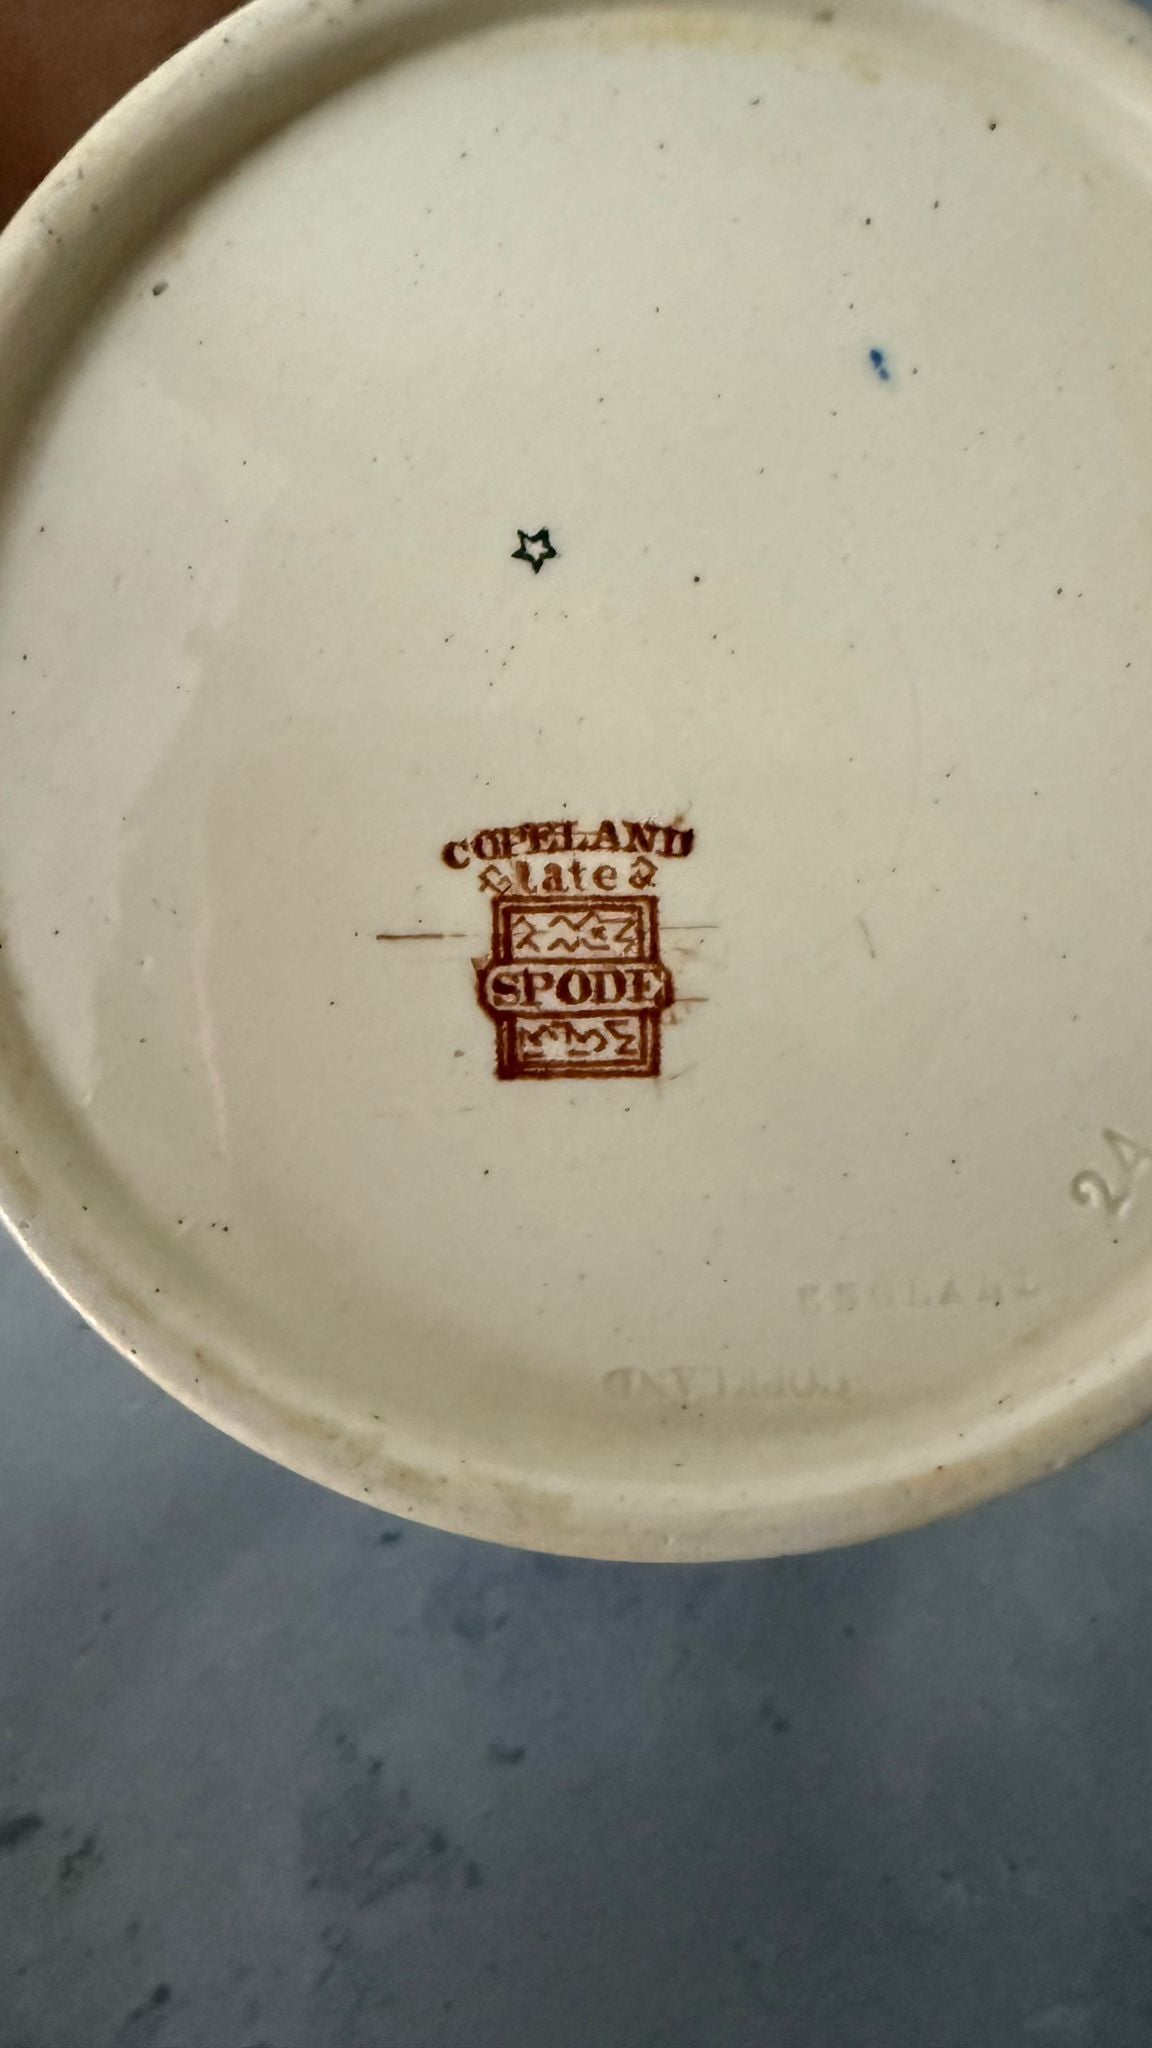 COPELAND
late
SPODE
24
ENGLAND
COPELAND